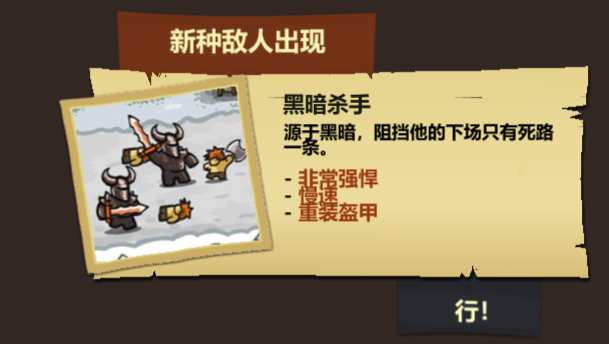 新种敌人出现
黑暗杀手
源于黑暗，阻挡他的下场只有死路
一条。
- 非常强悍
- 慢速
- 重装盔甲
行！